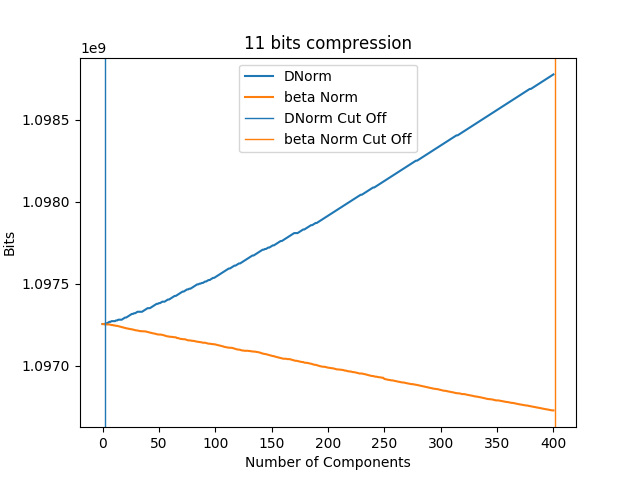 11 bits compression
1e9
DNorm
beta Norm
DNorm Cut Off
beta Norm Cut Off
1.0985
1.0980
1.0975
1.0970
Bits
0 50 100 150 200 250 300 350 400
Number of Components